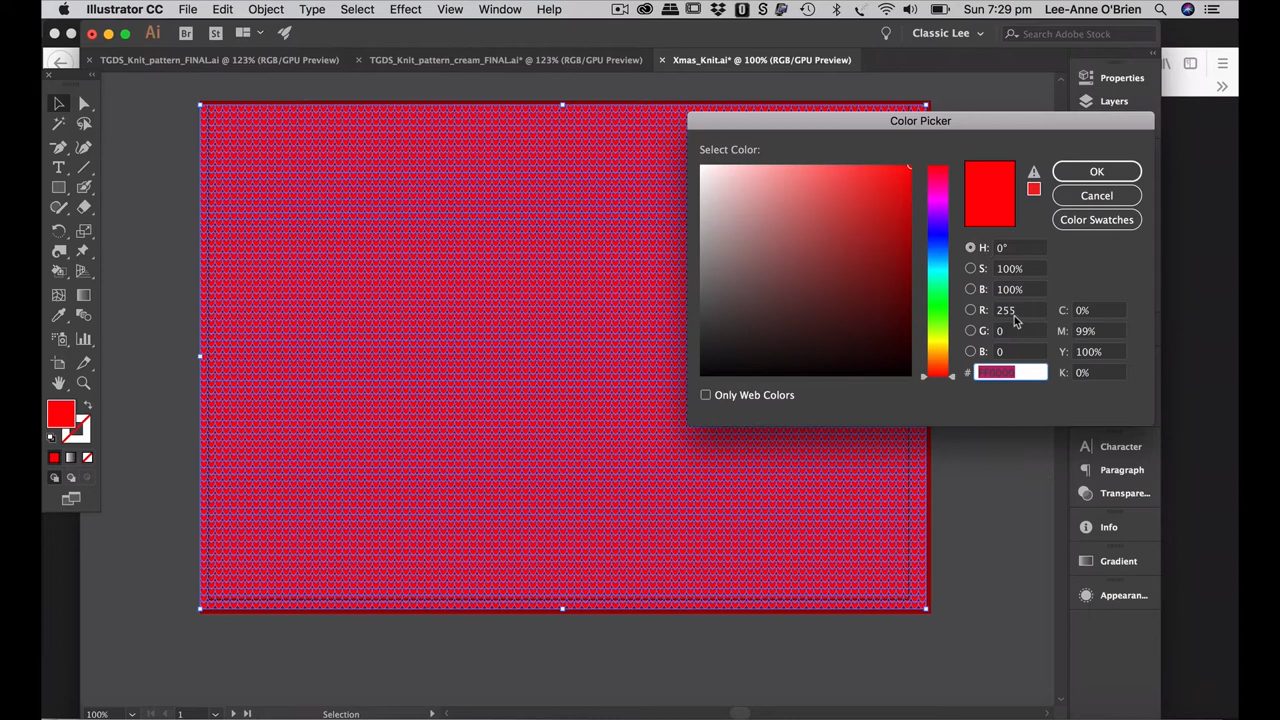 Illustrator CC File Edit Object Type Select Effect View Window Help Sun 7:29 pm Lee-Anne O'Brien
Ai Br St Classic Lee Search Adobe Stock
TGDS_Knit_pattern_FINAL.ai @ 123% (RGB/GPU Preview) TGDS_Knit_pattern_cream_FINAL.ai* @ 123% (RGB/GPU Preview) Xmas_Knit.ai* @ 100% (RGB/GPU Preview)
Properties
Layers
Color Picker
Select Color:
OK
Cancel
Color Swatches
H: 0°
S: 100%
B: 100%
R: 255 C: 0%
G: 0 M: 99%
B: 0 Y: 100%
# FF0000 K: 0%
Only Web Colors
Character
Paragraph
Transpare...
Info
Gradient
Appearan...
100% 1 Selection